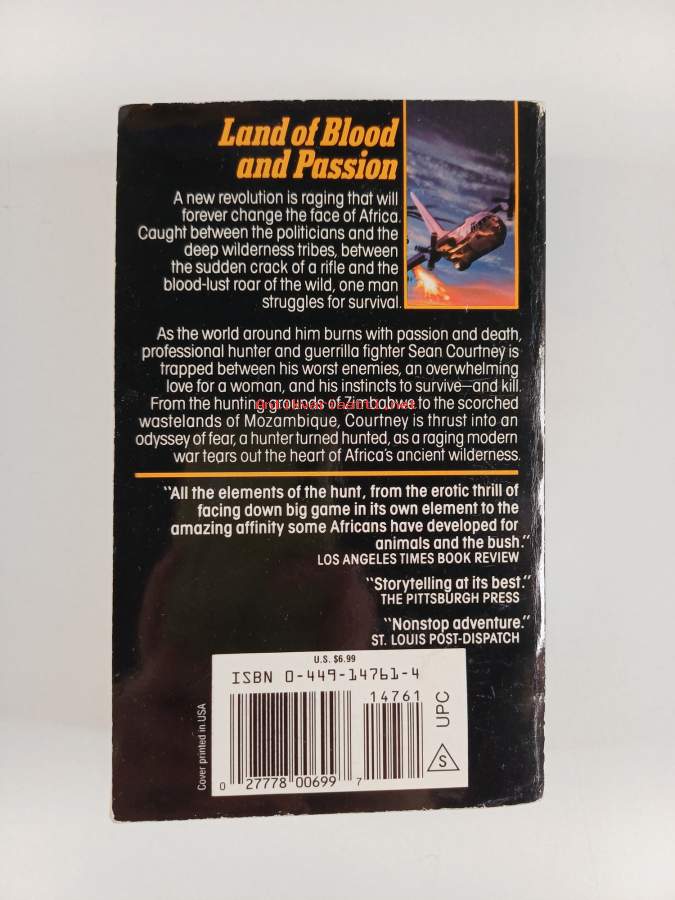 Land of Blood
and Passion
A new revolution is raging that will
forever change the face of Africa.
Caught between the politicians and the
deep wilderness tribes, between
the sudden crack of a rifle and the
blood-lust roar of the wild, one man
struggles for survival.
As the world around him burns with passion and death,
professional hunter and guerrilla fighter Sean Courtney is
trapped between his worst enemies, an overwhelming
love for a woman, and his instincts to survive—and kill.
From the hunting grounds of Zimbabwe to the scorched
wastelands of Mozambique, Courtney is thrust into an
odyssey of fear, a hunter turned hunted, as a raging modern
war tears out the heart of Africa's ancient wilderness.
"All the elements of the hunt, from the erotic thrill of
facing down big game in its own element to the
amazing affinity some Africans have developed for
animals and the bush."
LOS ANGELES TIMES BOOK REVIEW
"Storytelling at its best."
THE PITTSBURGH PRESS
"Nonstop adventure."
ST. LOUIS POST-DISPATCH
U.S. $6.99
ISBN 0-449-14761-4
14761
0 27778 00699 7
UPC
S
Cover printed in USA